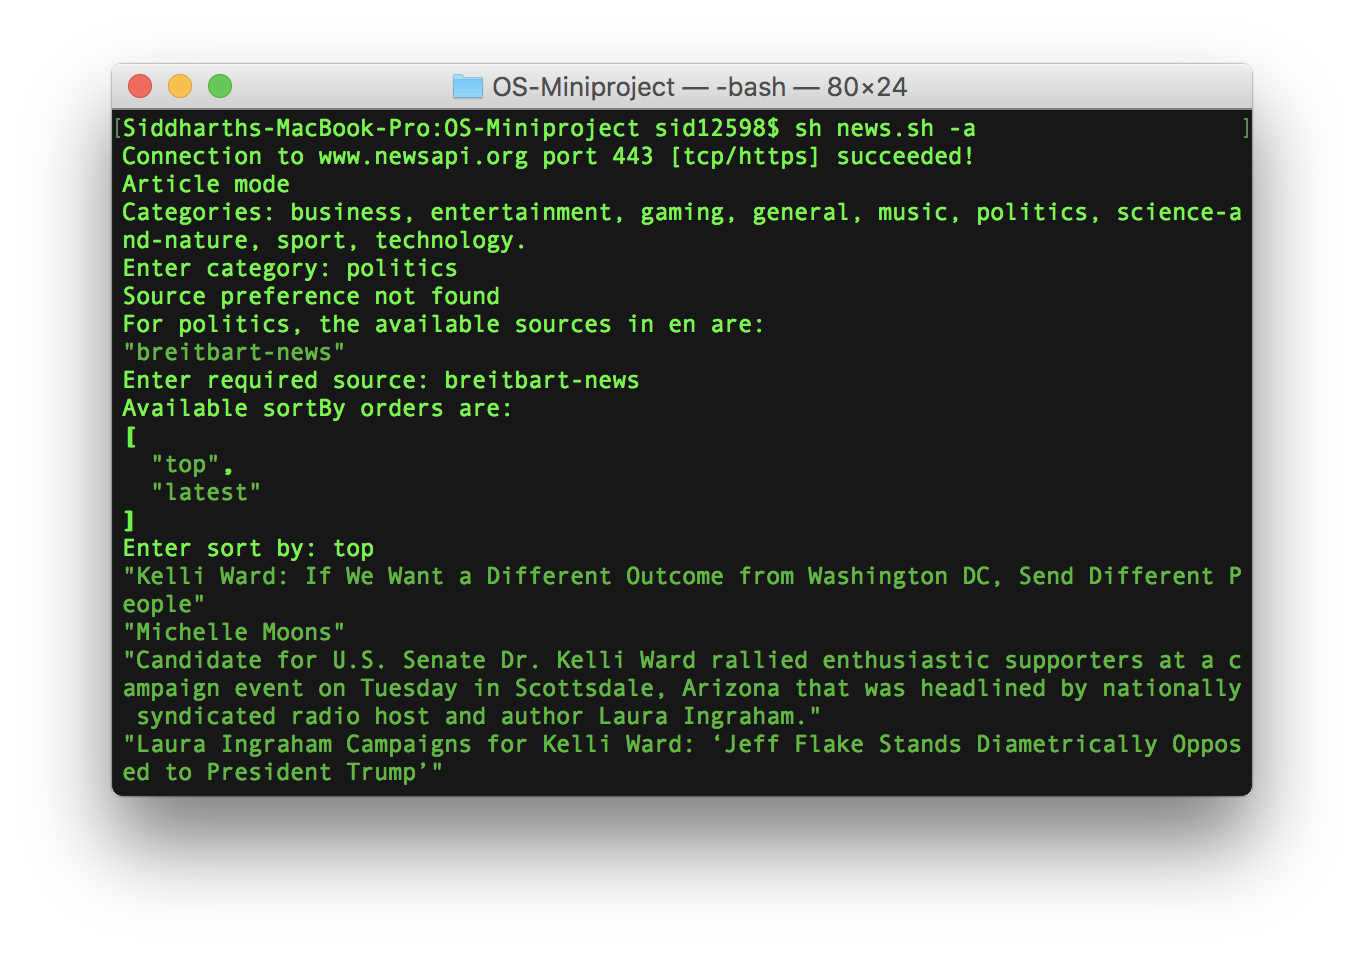 OS-Miniproject — -bash — 80×24
[Siddharths-MacBook-Pro:OS-Miniproject sid12598$ sh news.sh -a ]
Connection to www.newsapi.org port 443 [tcp/https] succeeded!
Article mode
Categories: business, entertainment, gaming, general, music, politics, science-a
nd-nature, sport, technology.
Enter category: politics
Source preference not found
For politics, the available sources in en are:
"breitbart-news"
Enter required source: breitbart-news
Available sortBy orders are:
[
  "top",
  "latest"
]
Enter sort by: top
"Kelli Ward: If We Want a Different Outcome from Washington DC, Send Different P
eople"
"Michelle Moons"
"Candidate for U.S. Senate Dr. Kelli Ward rallied enthusiastic supporters at a c
ampaign event on Tuesday in Scottsdale, Arizona that was headlined by nationally
 syndicated radio host and author Laura Ingraham."
"Laura Ingraham Campaigns for Kelli Ward: ‘Jeff Flake Stands Diametrically Oppos
ed to President Trump’"